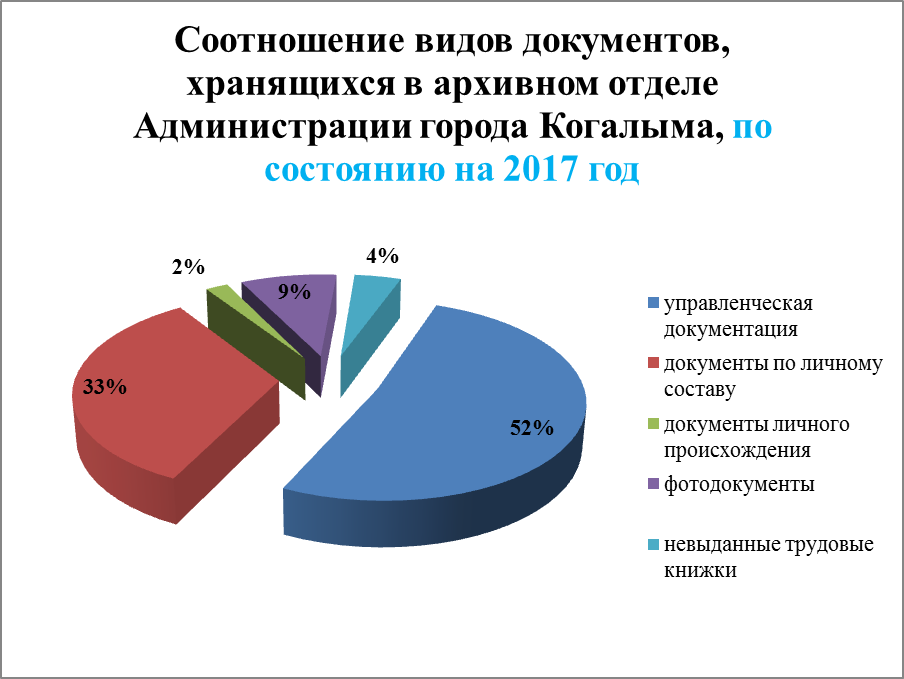 Соотношение видов документов,
хранящихся в архивном отделе
Администрации города Когалыма, по
состоянию на 2017 год
4%
2%
9%
33%
52%
управленческая
документация
документы по личному
составу
документы личного
происхождения
фотодокументы
невыданные трудовые
книжки